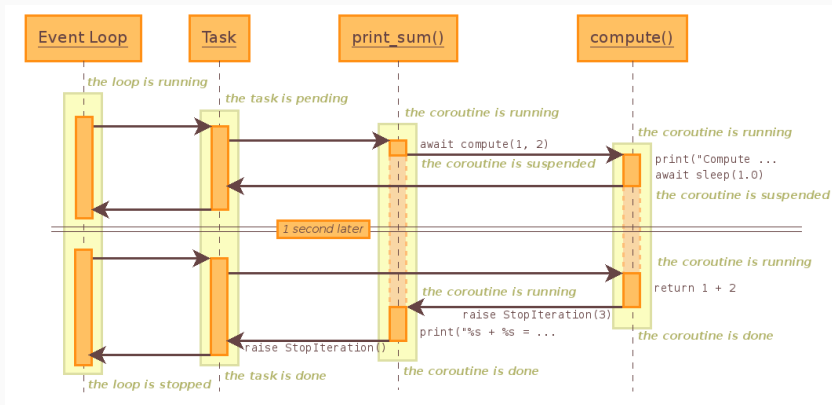 Event Loop
Task
print_sum()
compute()
the loop is running
the task is pending
the coroutine is running
the coroutine is running
await compute(1, 2)
the coroutine is suspended
print("Compute ...
await sleep(1.0)
the coroutine is suspended
1 second later
the coroutine is running
return 1 + 2
the coroutine is running
raise StopIteration(3)
print("%s + %s = ...
the coroutine is done
raise StopIteration()
the coroutine is done
the task is done
the loop is stopped